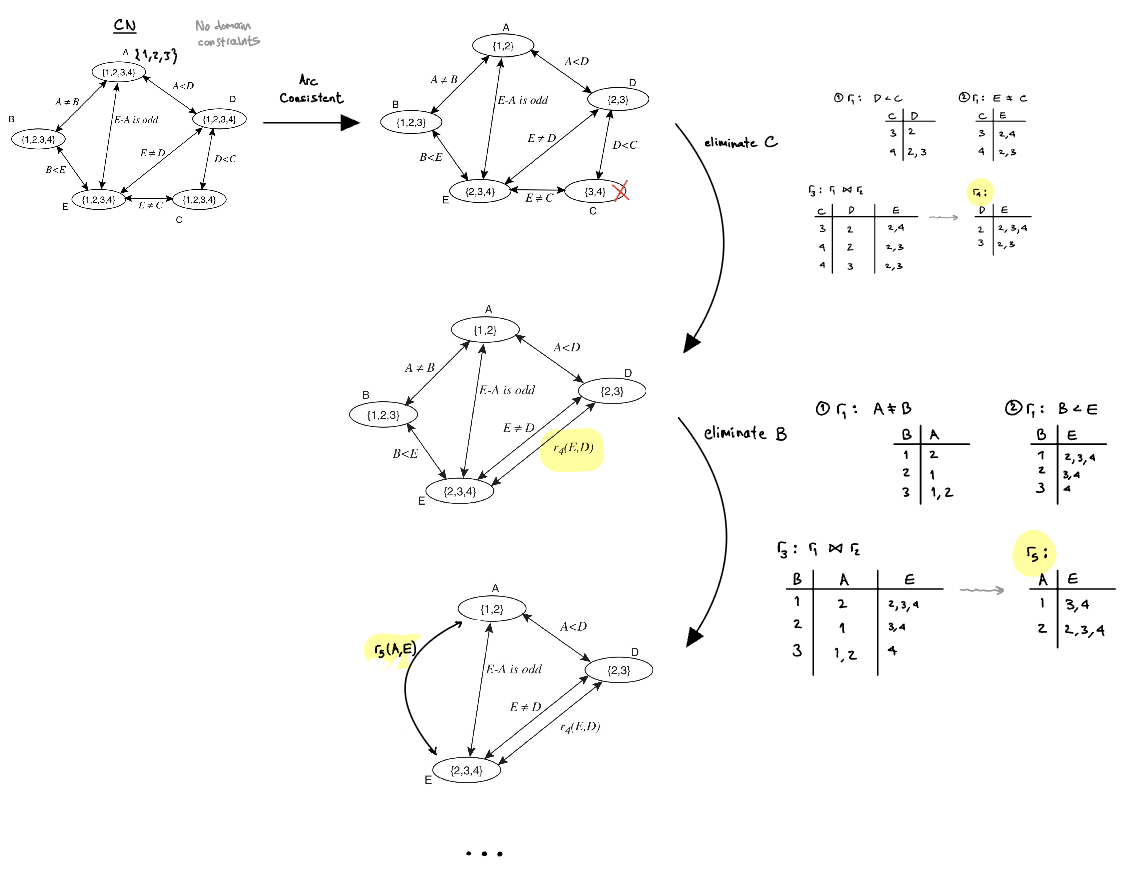 CN
No domain
constraints
A {1,2,3}
{1,2,3,4}
A ≠ B
A<D
E-A is odd
B
{1,2,3,4}
D
{1,2,3,4}
E≠D
B<E
D<C
E
{1,2,3,4}
E ≠ C
{1,2,3,4}
C
Arc
Consistent
A
{1,2}
A ≠ B
A<D
E-A is odd
D
{2,3}
B
{1,2,3}
E ≠ D
B<E
D<C
E
{2,3,4}
E ≠ C
{3,4}
C
eliminate C
① r₁: D < C
C D
3 2
4 2, 3
② r₁: E ≠ C
C E
3 2,4
4 2,3
r₃: r₁ ⋈ r₂
C D E
3 2 2,4
4 2 2,3
4 3 2,3
r₄:
D E
2 2, 3, 4
3 2,3
A
{1,2}
A ≠ B
A<D
E-A is odd
D
{2,3}
B
{1,2,3}
E ≠ D
r₄(E,D)
B<E
E
{2,3,4}
eliminate B
① r₁: A ≠ B
B A
1 2
2 1
3 1, 2
② r₁: B < E
B E
1 2, 3, 4
2 3,4
3 4
r₃: r₁ ⋈ r₂
B A E
1 2 2, 3, 4
2 1 3,4
3 1, 2 4
r₅:
A E
1 3, 4
2 2, 3, 4
A
{1,2}
r₅(A,E)
A<D
E-A is odd
D
{2,3}
E ≠ D
r₄(E,D)
E
{2,3,4}
...